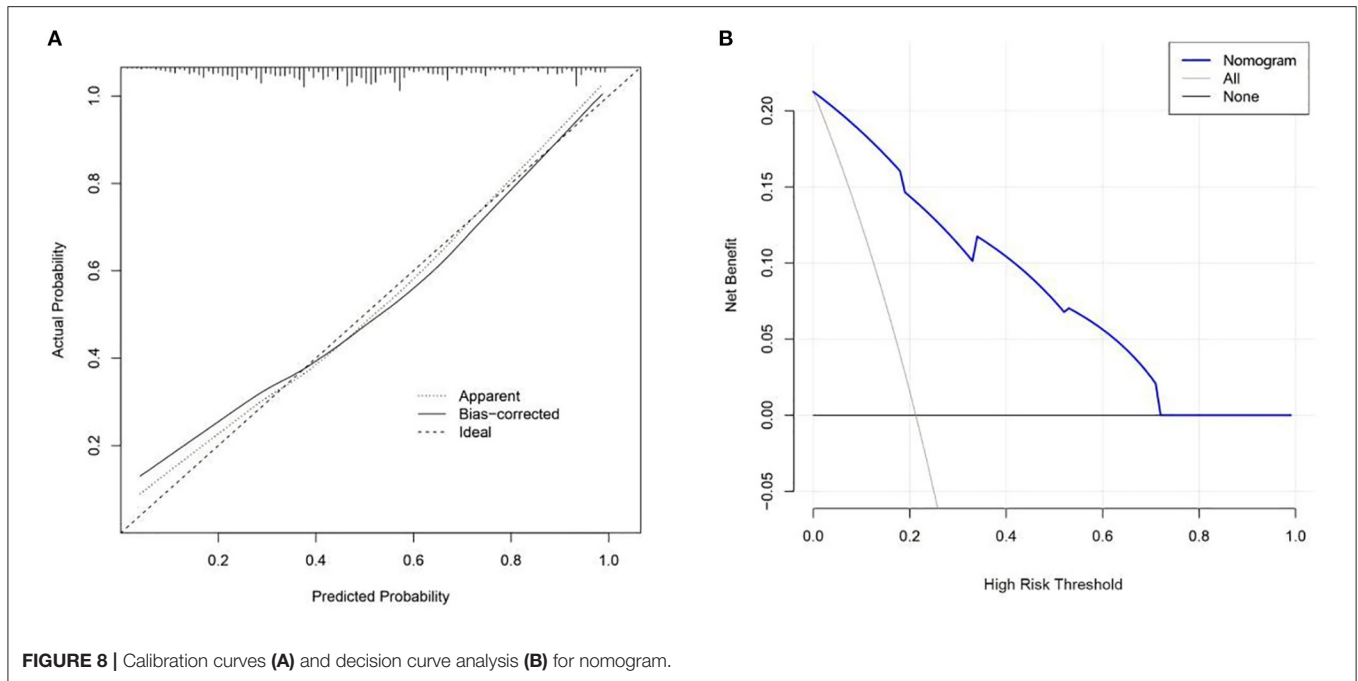 A
Actual Probability
1.0
0.8
0.6
0.4
0.2
Apparent
Bias-corrected
Ideal
0.2 0.4 0.6 0.8 1.0
Predicted Probability
B
Nomogram
All
None
Net Benefit
0.20
0.15
0.10
0.05
0.00
-0.05
0.0 0.2 0.4 0.6 0.8 1.0
High Risk Threshold
FIGURE 8 | Calibration curves (A) and decision curve analysis (B) for nomogram.